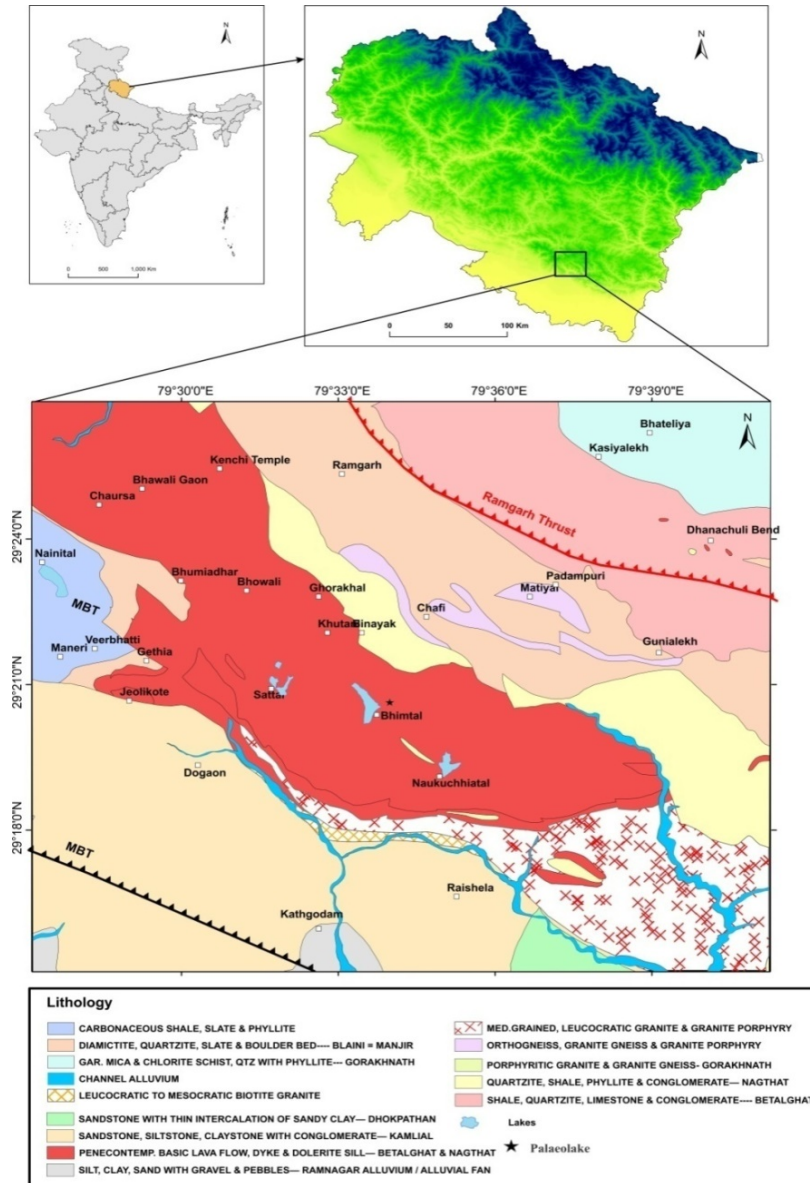 N
0 500 1,000 Km
N
0 50 100 Km
79°30'0"E 79°33'0"E 79°36'0"E 79°39'0"E
N
Bhateliya
Kasiyalekh
Kenchi Temple
Ramgarh
Bhawali Gaon
Chaursa
Ramgarh Thrust
Dhanachuli Bend
29°24'0"N
Nainital
Bhumiadhar
Bhowali
Ghorakhal
Padampuri
Matiyal
MBT
Chafi
Khutani
Binayak
Veerbhatti
Maneri
Gethia
Gunialekh
29°21'0"N
Jeolikote
Sattal
Bhimtal
Dogaon
Naukuchhiatal
29°18'0"N
MBT
Raishela
Kathgodam
Lithology
CARBONACEOUS SHALE, SLATE & PHYLLITE
DIAMICTITE, QUARTZITE, SLATE & BOULDER BED---- BLAINI = MANJIR
GAR. MICA & CHLORITE SCHIST, QTZ WITH PHYLLITE--- GORAKHNATH
CHANNEL ALLUVIUM
LEUCOCRATIC TO MESOCRATIC BIOTITE GRANITE
SANDSTONE WITH THIN INTERCALATION OF SANDY CLAY— DHOKPATHAN
SANDSTONE, SILTSTONE, CLAYSTONE WITH CONGLOMERATE— KAMLIAL
PENECONTEMP. BASIC LAVA FLOW, DYKE & DOLERITE SILL— BETALGHAT & NAGTHAT
SILT, CLAY, SAND WITH GRAVEL & PEBBLES— RAMNAGAR ALLUVIUM / ALLUVIAL FAN
MED.GRAINED, LEUCOCRATIC GRANITE & GRANITE PORPHYRY
ORTHOGNEISS, GRANITE GNEISS & GRANITE PORPHYRY
PORPHYRITIC GRANITE & GRANITE GNEISS- GORAKHNATH
QUARTZITE, SHALE, PHYLLITE & CONGLOMERATE— NAGTHAT
SHALE, QUARTZITE, LIMESTONE & CONGLOMERATE---- BETALGHAT
Lakes
Palaeolake